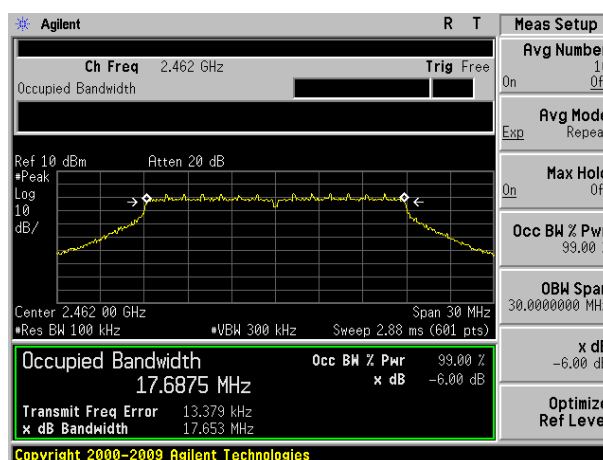 Agilent R T Meas Setup
Ch Freq 2.462 GHz Trig Free
Occupied Bandwidth
Avg Number
10
On Off
Avg Mode
Exp Repeat
Max Hold
On Off
Occ BW % Pwr
99.00 %
OBW Span
30.0000000 MHz
x dB
-6.00 dB
Optimize
Ref Level
Ref 10 dBm Atten 20 dB
#Peak
Log
10
dB/
Center 2.462 00 GHz Span 30 MHz
#Res BW 100 kHz #VBW 300 kHz Sweep 2.88 ms (601 pts)
Occupied Bandwidth Occ BW % Pwr 99.00 %
17.6875 MHz x dB -6.00 dB
Transmit Freq Error 13.379 kHz
x dB Bandwidth 17.653 MHz
Copyright 2000-2009 Agilent Technologies